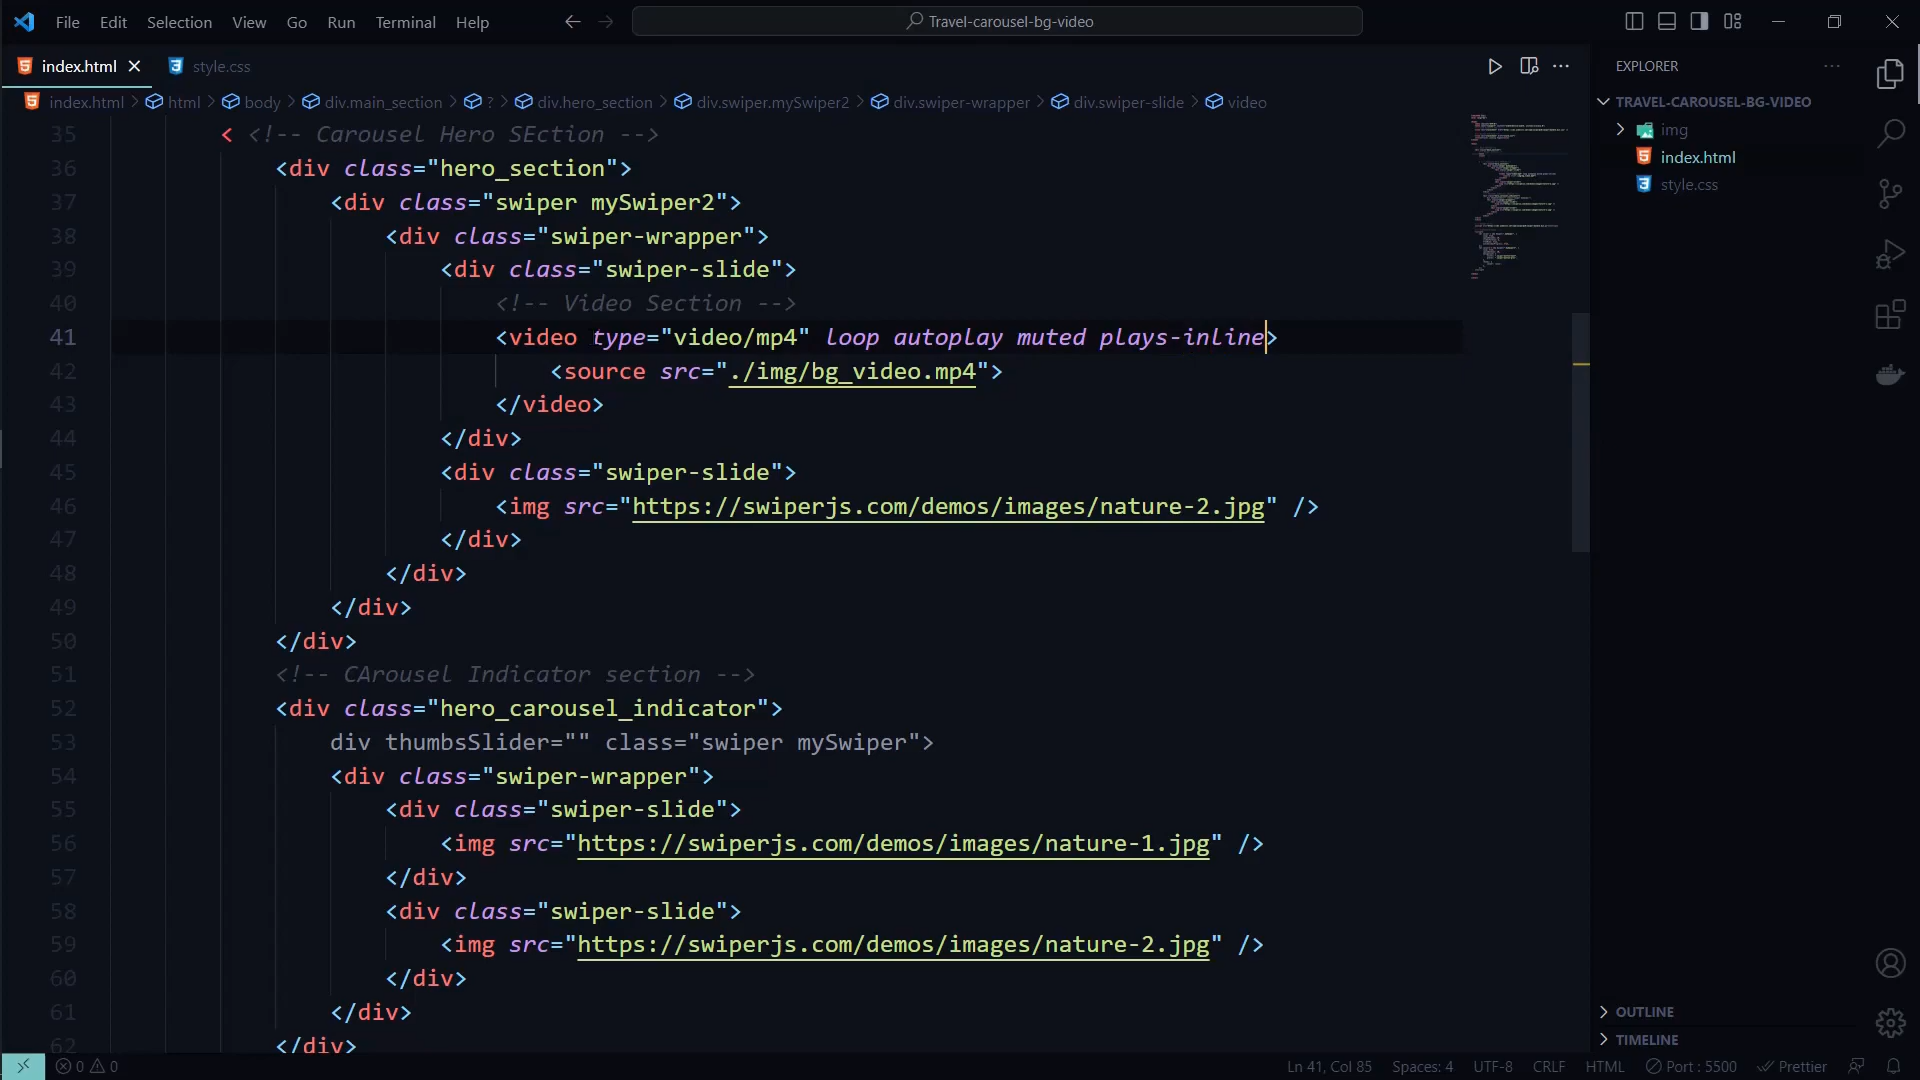 File Edit Selection View Go Run Terminal Help
Travel-carousel-bg-video
index.html
style.css
EXPLORER
index.html > html > body > div.main_section > ? > div.hero_section > div.swiper.mySwiper2 > div.swiper-wrapper > div.swiper-slide > video
TRAVEL-CAROUSEL-BG-VIDEO
img
index.html
style.css
35 < <!-- Carousel Hero SEction -->
36 <div class="hero_section">
37 <div class="swiper mySwiper2">
38 <div class="swiper-wrapper">
39 <div class="swiper-slide">
40 <!-- Video Section -->
41 <video type="video/mp4" loop autoplay muted plays-inline>
42 <source src="./img/bg_video.mp4">
43 </video>
44 </div>
45 <div class="swiper-slide">
46 <img src="https://swiperjs.com/demos/images/nature-2.jpg" />
47 </div>
48 </div>
49 </div>
50 </div>
51 <!-- CArousel Indicator section -->
52 <div class="hero_carousel_indicator">
53 div thumbsSlider="" class="swiper mySwiper">
54 <div class="swiper-wrapper">
55 <div class="swiper-slide">
56 <img src="https://swiperjs.com/demos/images/nature-1.jpg" />
57 </div>
58 <div class="swiper-slide">
59 <img src="https://swiperjs.com/demos/images/nature-2.jpg" />
60 </div>
61 </div>
62 </div>
OUTLINE
TIMELINE
0 0
Ln 41, Col 85 Spaces: 4 UTF-8 CRLF HTML Port : 5500 Prettier